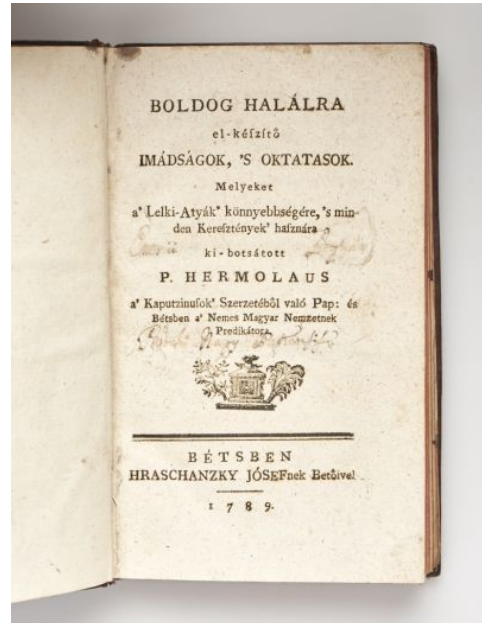 BOLDOG HALÁLRA
el-kéſzítő
IMÁDSÁGOK, 'S OKTATASOK.
Melyeket
a' Lelki-Atyák' könnyebbségére, 's min-
den Kereſztények' haſznára
ki-botsátott
P. HERMOLAUS
a' Kaputzinuſok' Szerzetéből való Pap: és
Bétsben a' Nemes Magyar Nemzetnek
Predikátora.
BÉTSBEN
HRASCHANZKY JÓSEFnek Betőivel
1789.